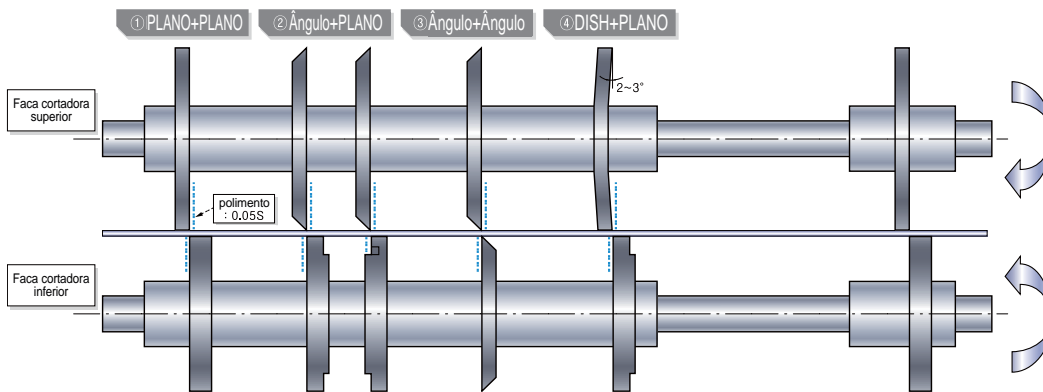 ①PLANO+PLANO
②Ângulo+PLANO
③Ângulo+Ângulo
④DISH+PLANO
2~3°
Faca cortadora
superior
polimento
: 0.05S
Faca cortadora
inferior